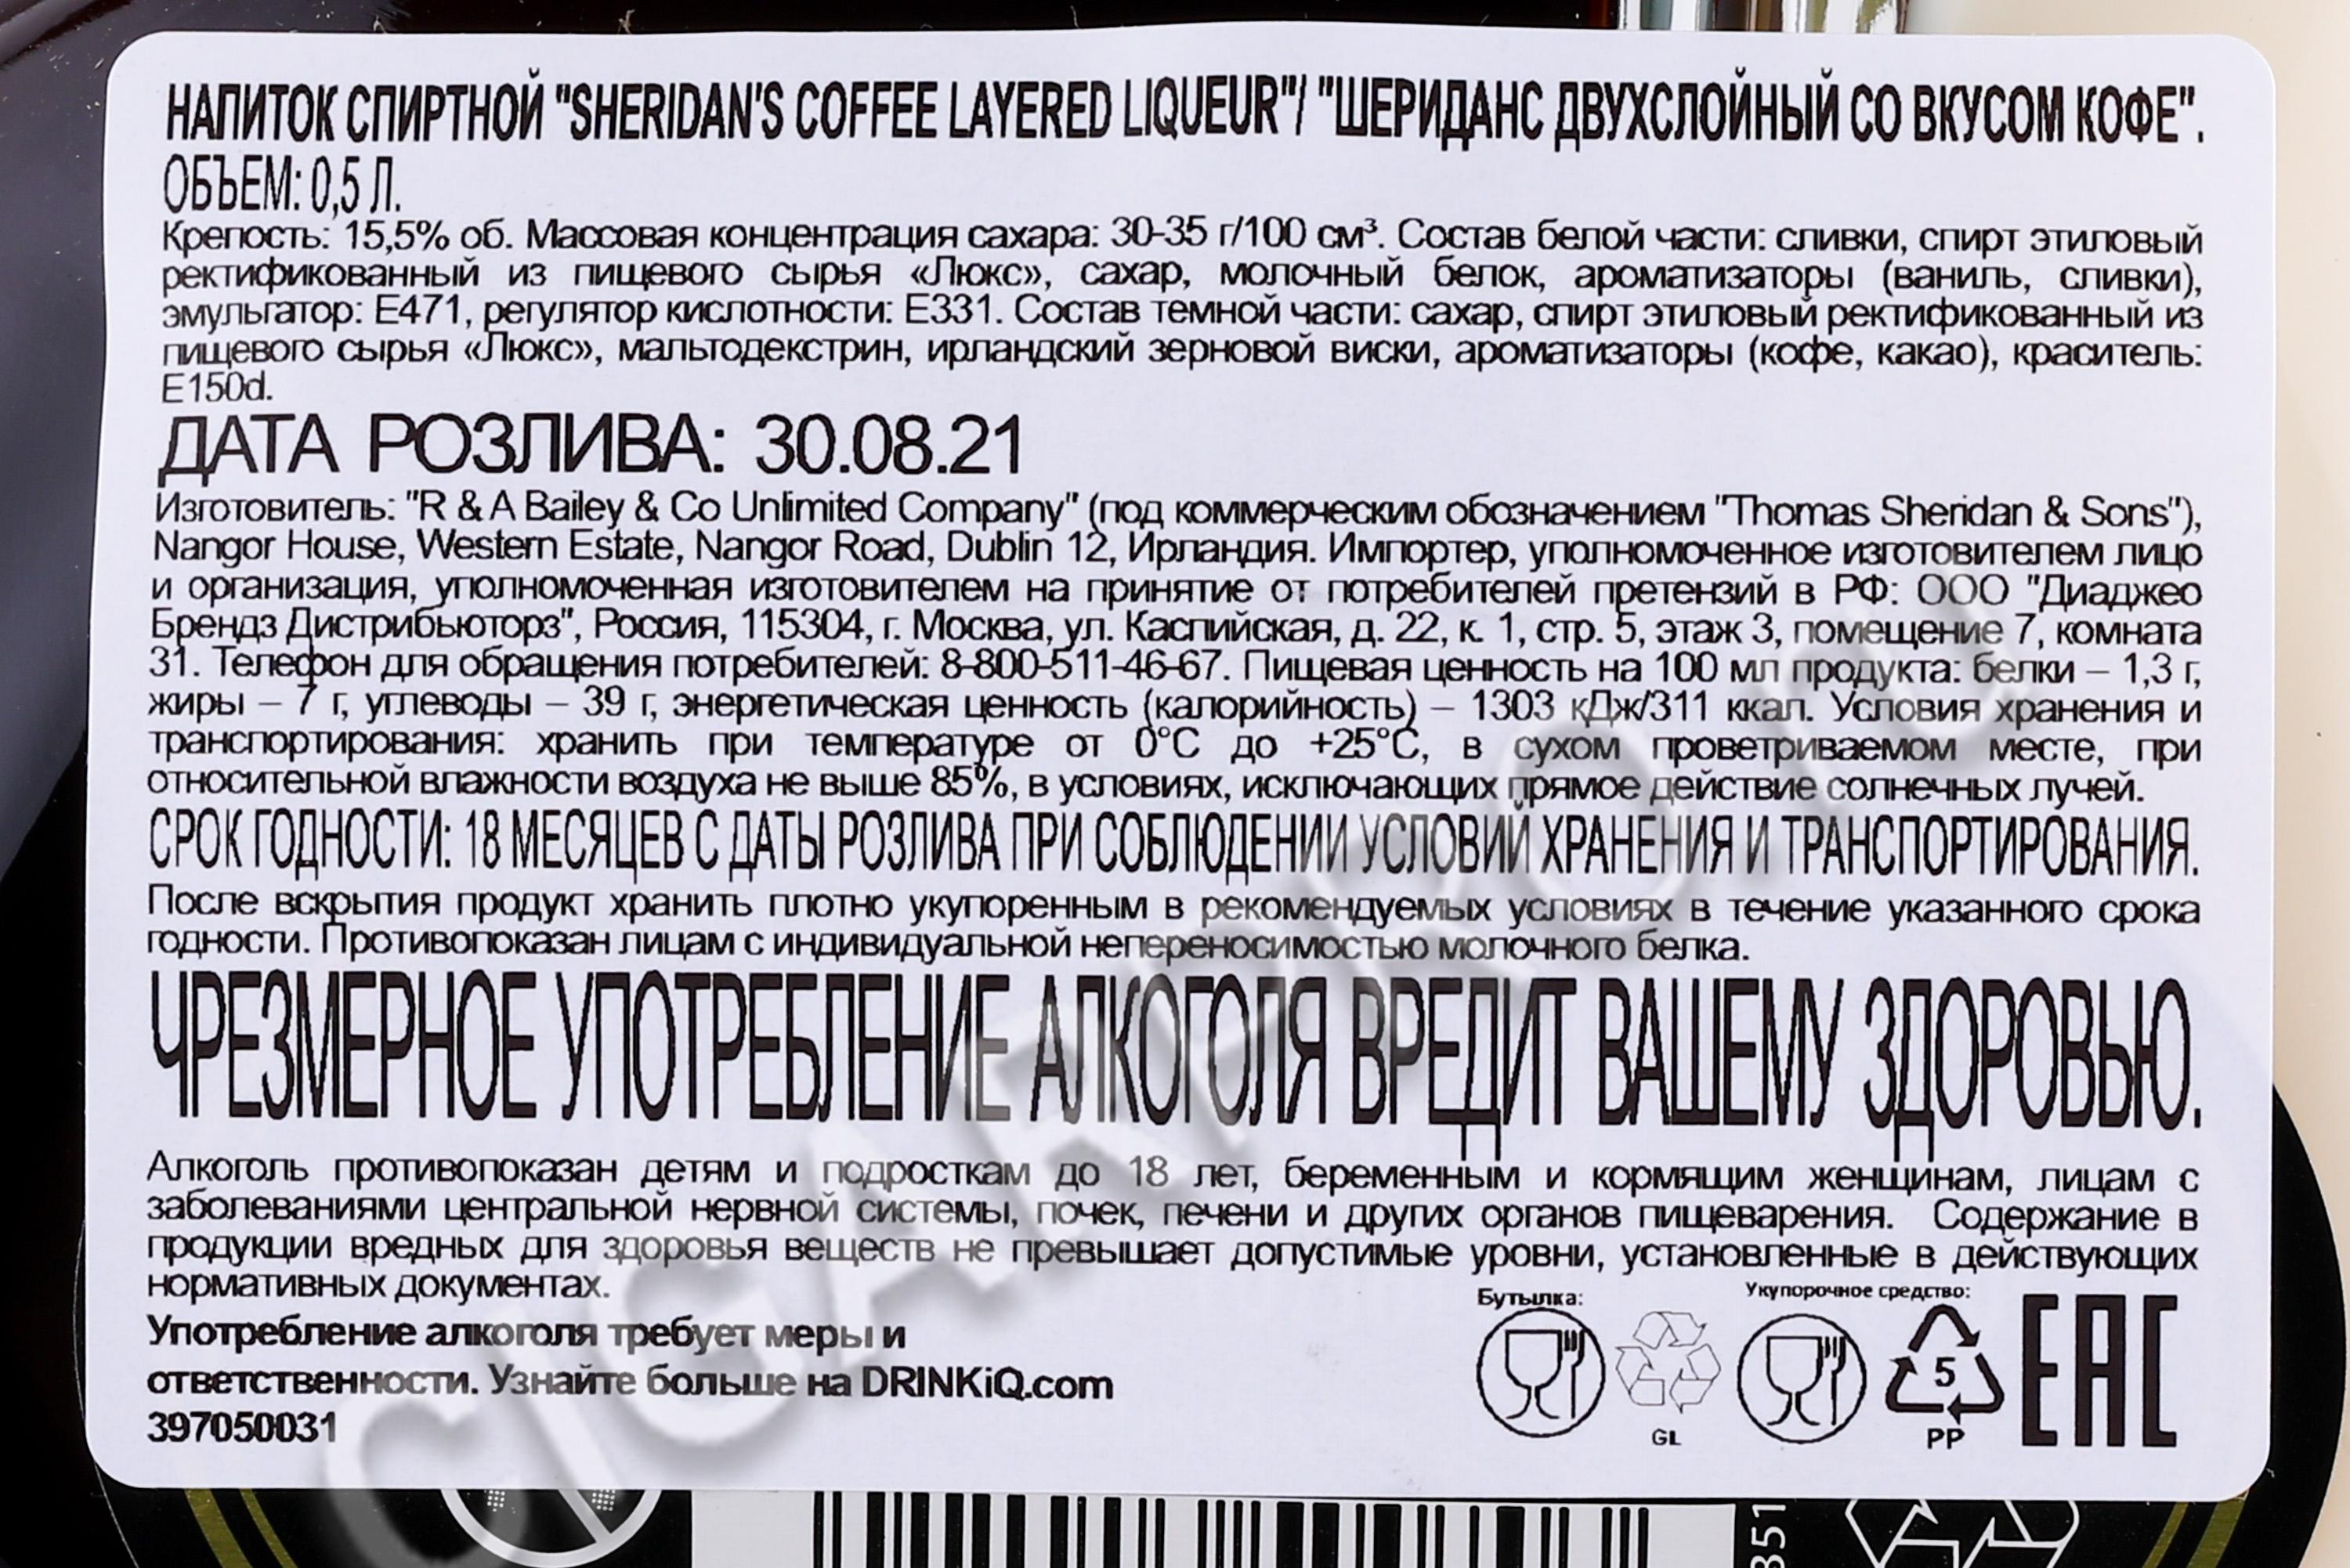 НАПИТОК СПИРТНОЙ "SHERIDAN'S COFFEE LAYERED LIQUEUR"/ "ШЕРИДАНС ДВУХСЛОЙНЫЙ СО ВКУСОМ КОФЕ".
ОБЪЕМ: 0,5 Л.
Крепость: 15,5% об. Массовая концентрация сахара: 30-35 г/100 см³. Состав белой части: сливки, спирт этиловый
ректификованный из пищевого сырья «Люкс», сахар, молочный белок, ароматизаторы (ваниль, сливки),
эмульгатор: Е471, регулятор кислотности: Е331. Состав темной части: сахар, спирт этиловый ректификованный из
пищевого сырья «Люкс», мальтодекстрин, ирландский зерновой виски, ароматизаторы (кофе, какао), краситель:
E150d.
ДАТА РОЗЛИВА: 30.08.21
Изготовитель: "R & A Bailey & Co Unlimited Company" (под коммерческим обозначением "Thomas Sheridan & Sons"),
Nangor House, Western Estate, Nangor Road, Dublin 12, Ирландия. Импортер, уполномоченное изготовителем лицо
и организация, уполномоченная изготовителем на принятие от потребителей претензий в РФ: ООО "Диаджео
Брендз Дистрибьюторз", Россия, 115304, г. Москва, ул. Каспийская, д. 22, к. 1, стр. 5, этаж 3, помещение 7, комната
31. Телефон для обращения потребителей: 8-800-511-46-67. Пищевая ценность на 100 мл продукта: белки – 1,3 г,
жиры – 7 г, углеводы – 39 г, энергетическая ценность (калорийность) – 1303 кДж/311 ккал. Условия хранения и
транспортирования: хранить при температуре от 0°С до +25°С, в сухом проветриваемом месте, при
относительной влажности воздуха не выше 85%, в условиях, исключающих прямое действие солнечных лучей.
СРОК ГОДНОСТИ: 18 МЕСЯЦЕВ С ДАТЫ РОЗЛИВА ПРИ СОБЛЮДЕНИИ УСЛОВИЙ ХРАНЕНИЯ И ТРАНСПОРТИРОВАНИЯ.
После вскрытия продукт хранить плотно укупоренным в рекомендуемых условиях в течение указанного срока
годности. Противопоказан лицам с индивидуальной непереносимостью молочного белка.
ЧРЕЗМЕРНОЕ УПОТРЕБЛЕНИЕ АЛКОГОЛЯ ВРЕДИТ ВАШЕМУ ЗДОРОВЬЮ.
Алкоголь противопоказан детям и подросткам до 18 лет, беременным и кормящим женщинам, лицам с
заболеваниями центральной нервной системы, почек, печени и других органов пищеварения. Содержание в
продукции вредных для здоровья веществ не превышает допустимые уровни, установленные в действующих
нормативных документах.
Употребление алкоголя требует меры и
ответственности. Узнайте больше на DRINKiQ.com
397050031
Бутылка: Укупорочное средство:
5
GL PP
EAC
CIGARPRO.ru